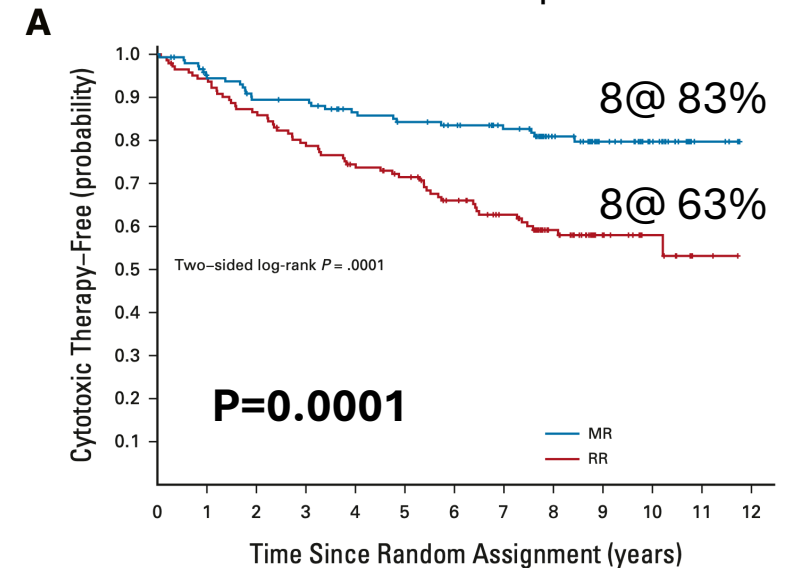 A
Cytotoxic Therapy–Free (probability)
1.0
0.9
0.8
0.7
0.6
0.5
0.4
0.3
0.2
0.1
8@ 83%
8@ 63%
Two–sided log-rank P = .0001
P=0.0001
MR
RR
0 1 2 3 4 5 6 7 8 9 10 11 12
Time Since Random Assignment (years)